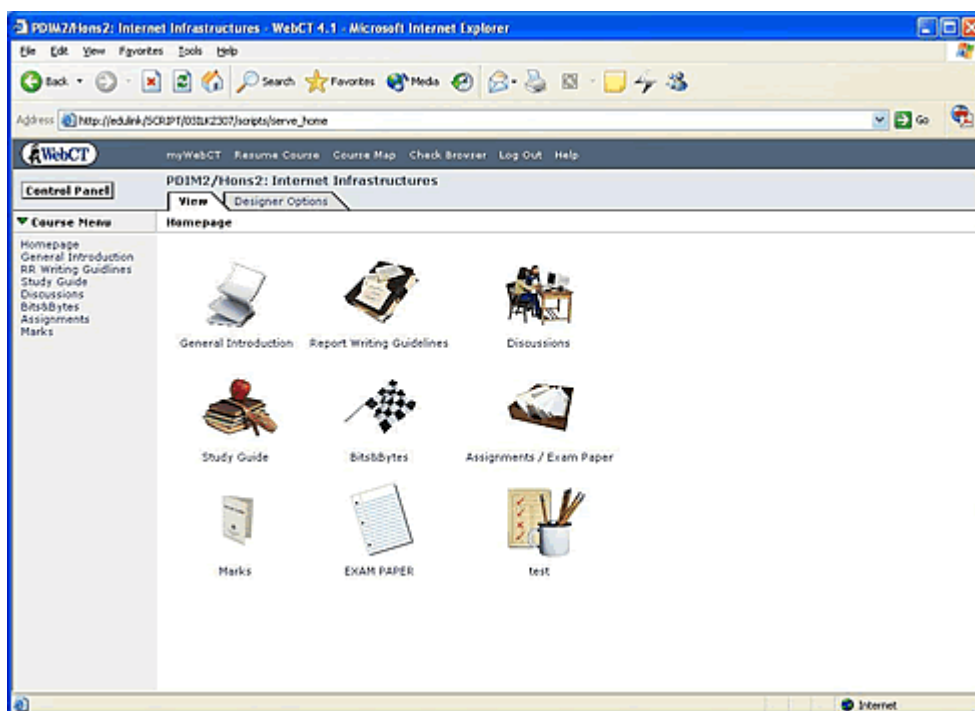 PDIM2/Hons2: Internet Infrastructures - WebCT 4.1 - Microsoft Internet Explorer
File Edit View Favorites Tools Help
Back Search Favorites Media
Address http://edulink/SCRIPT/03ILK2307/scripts/serve_home Go
WebCT myWebCT Resume Course Course Map Check Browser Log Out Help
Control Panel PDIM2/Hons2: Internet Infrastructures
View Designer Options
Course Menu Homepage
Homepage
General Introduction
RR Writing Guidlines
Study Guide
Discussions
Bits&Bytes
Assignments
Marks
General Introduction Report Writing Guidelines Discussions
Study Guide Bits&Bytes Assignments / Exam Paper
Marks EXAM PAPER test
Internet